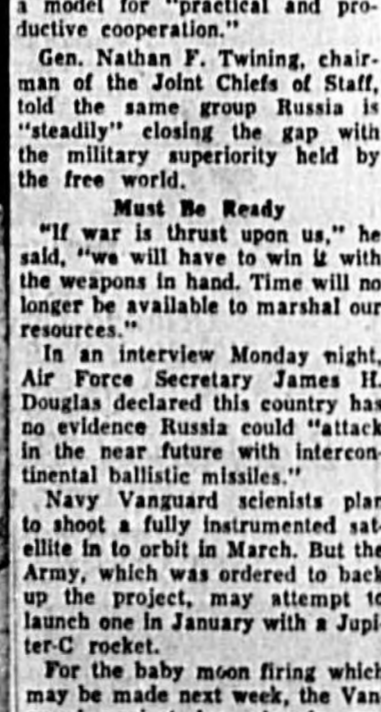 a model for "practical and pro-
ductive cooperation."
Gen. Nathan F. Twining, chair-
man of the Joint Chiefs of Staff,
told the same group Russia is
"steadily" closing the gap with
the military superiority held by
the free world.
Must Be Ready
"If war is thrust upon us," he
said, "we will have to win it with
the weapons in hand. Time will no
longer be available to marshal our
resources."
In an interview Monday night,
Air Force Secretary James H.
Douglas declared this country has
no evidence Russia could "attack
in the near future with intercon-
tinental ballistic missiles."
Navy Vanguard scienists plan
to shoot a fully instrumented sat-
ellite in to orbit in March. But the
Army, which was ordered to back
up the project, may attempt to
launch one in January with a Jupi-
ter-C rocket.
For the baby moon firing which
may be made next week, the Van